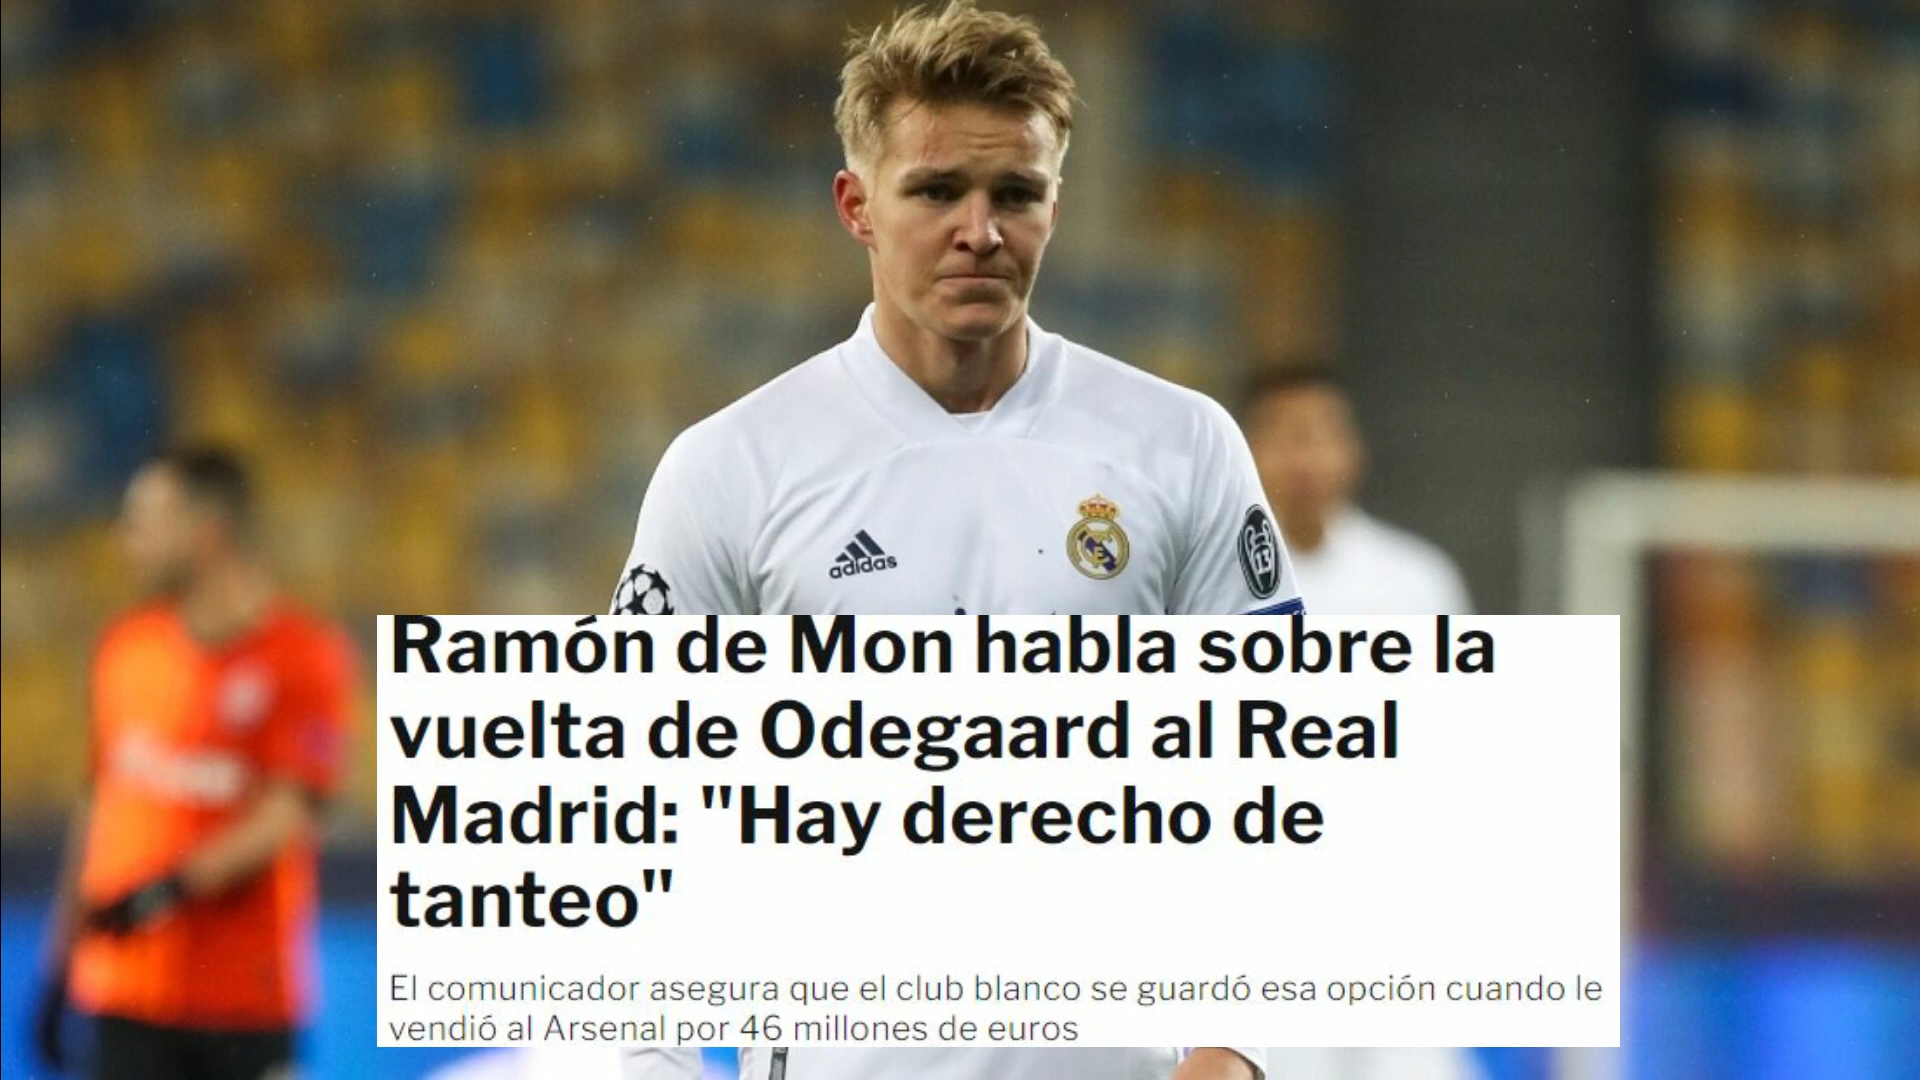 adidas
13
Ramón de Mon habla sobre la
vuelta de Odegaard al Real
Madrid: "Hay derecho de
tanteo"
El comunicador asegura que el club blanco se guardó esa opción cuando le
vendió al Arsenal por 46 millones de euros